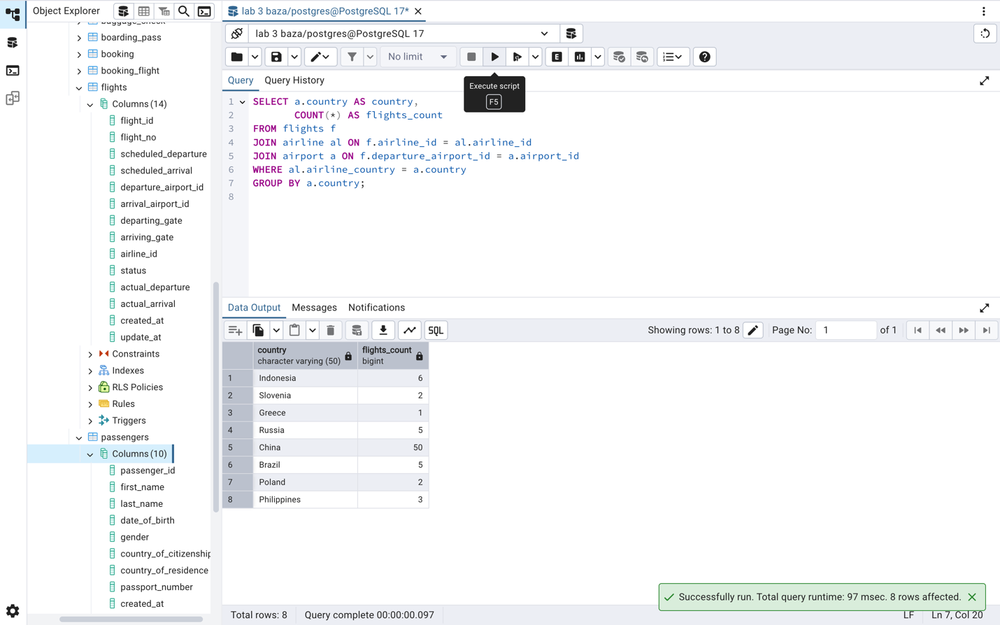 Object Explorer
baggage_check
boarding_pass
booking
booking_flight
flights
Columns (14)
flight_id
flight_no
scheduled_departure
scheduled_arrival
departure_airport_id
arrival_airport_id
departing_gate
arriving_gate
airline_id
status
actual_departure
actual_arrival
created_at
update_at
Constraints
Indexes
RLS Policies
Rules
Triggers
passengers
Columns (10)
passenger_id
first_name
last_name
date_of_birth
gender
country_of_citizenship
country_of_residence
passport_number
created_at
lab 3 baza/postgres@PostgreSQL 17*
lab 3 baza/postgres@PostgreSQL 17
No limit
E
Query Query History
Execute script
F5
1 SELECT a.country AS country,
2 COUNT(*) AS flights_count
3 FROM flights f
4 JOIN airline al ON f.airline_id = al.airline_id
5 JOIN airport a ON f.departure_airport_id = a.airport_id
6 WHERE al.airline_country = a.country
7 GROUP BY a.country;
8
Data Output Messages Notifications
SQL
Showing rows: 1 to 8
Page No: 1 of 1
country flights_count
character varying (50) bigint
1 Indonesia 6
2 Slovenia 2
3 Greece 1
4 Russia 5
5 China 50
6 Brazil 5
7 Poland 2
8 Philippines 3
Successfully run. Total query runtime: 97 msec. 8 rows affected.
Total rows: 8 Query complete 00:00:00.097 LF Ln 7, Col 20